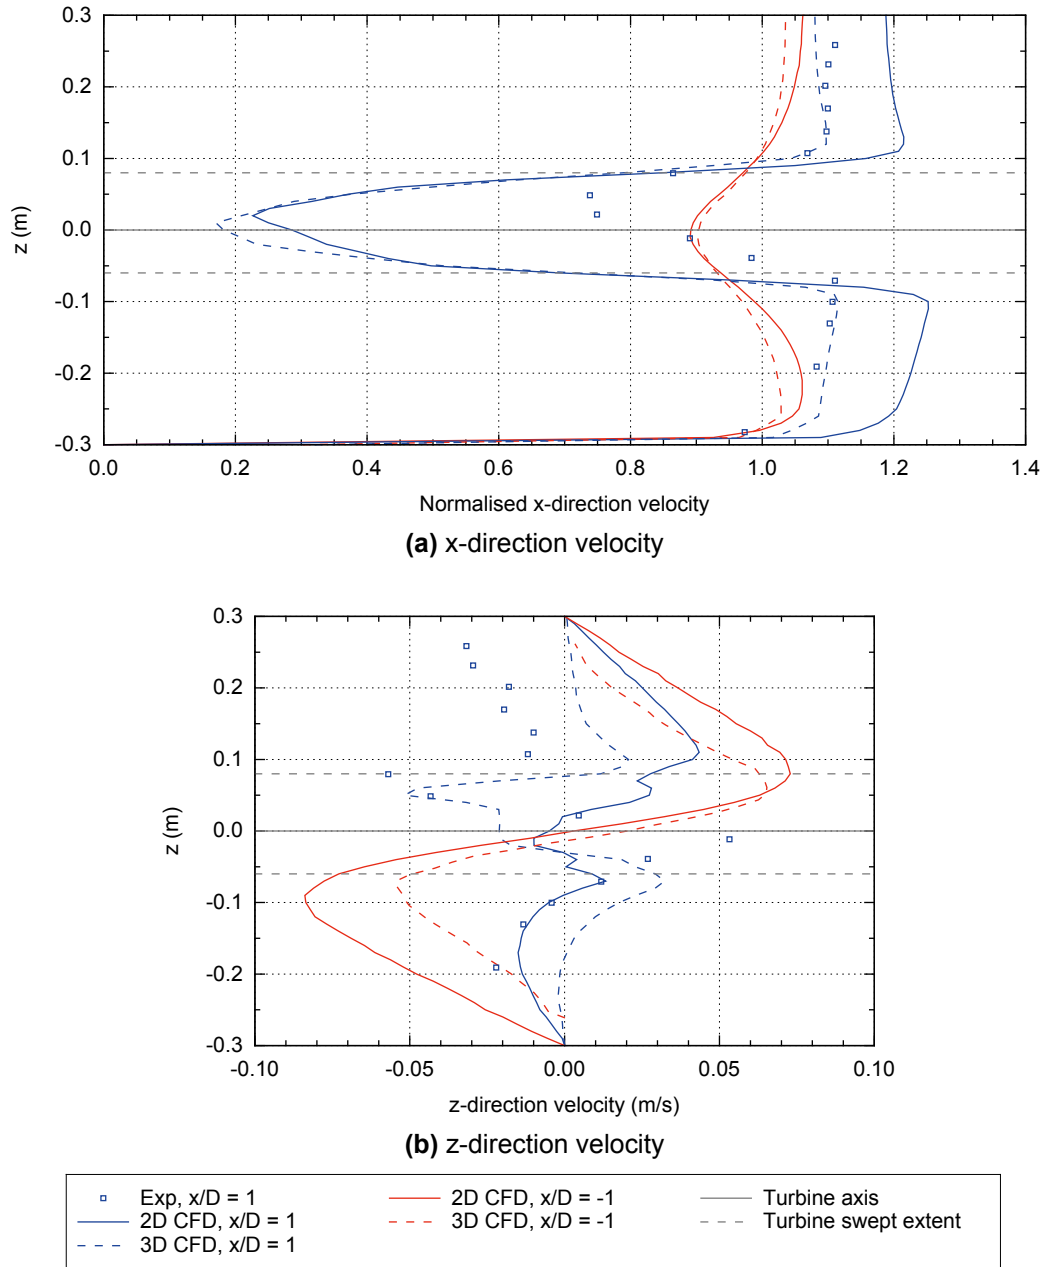 0.3
0.2
0.1
0.0
-0.1
-0.2
-0.3
z (m)
0.0 0.2 0.4 0.6 0.8 1.0 1.2 1.4
Normalised x-direction velocity
(a) x-direction velocity
0.3
0.2
0.1
0.0
-0.1
-0.2
-0.3
z (m)
-0.10 -0.05 0.00 0.05 0.10
z-direction velocity (m/s)
(b) z-direction velocity
Exp, x/D = 1
2D CFD, x/D = 1
3D CFD, x/D = 1
2D CFD, x/D = -1
3D CFD, x/D = -1
Turbine axis
Turbine swept extent